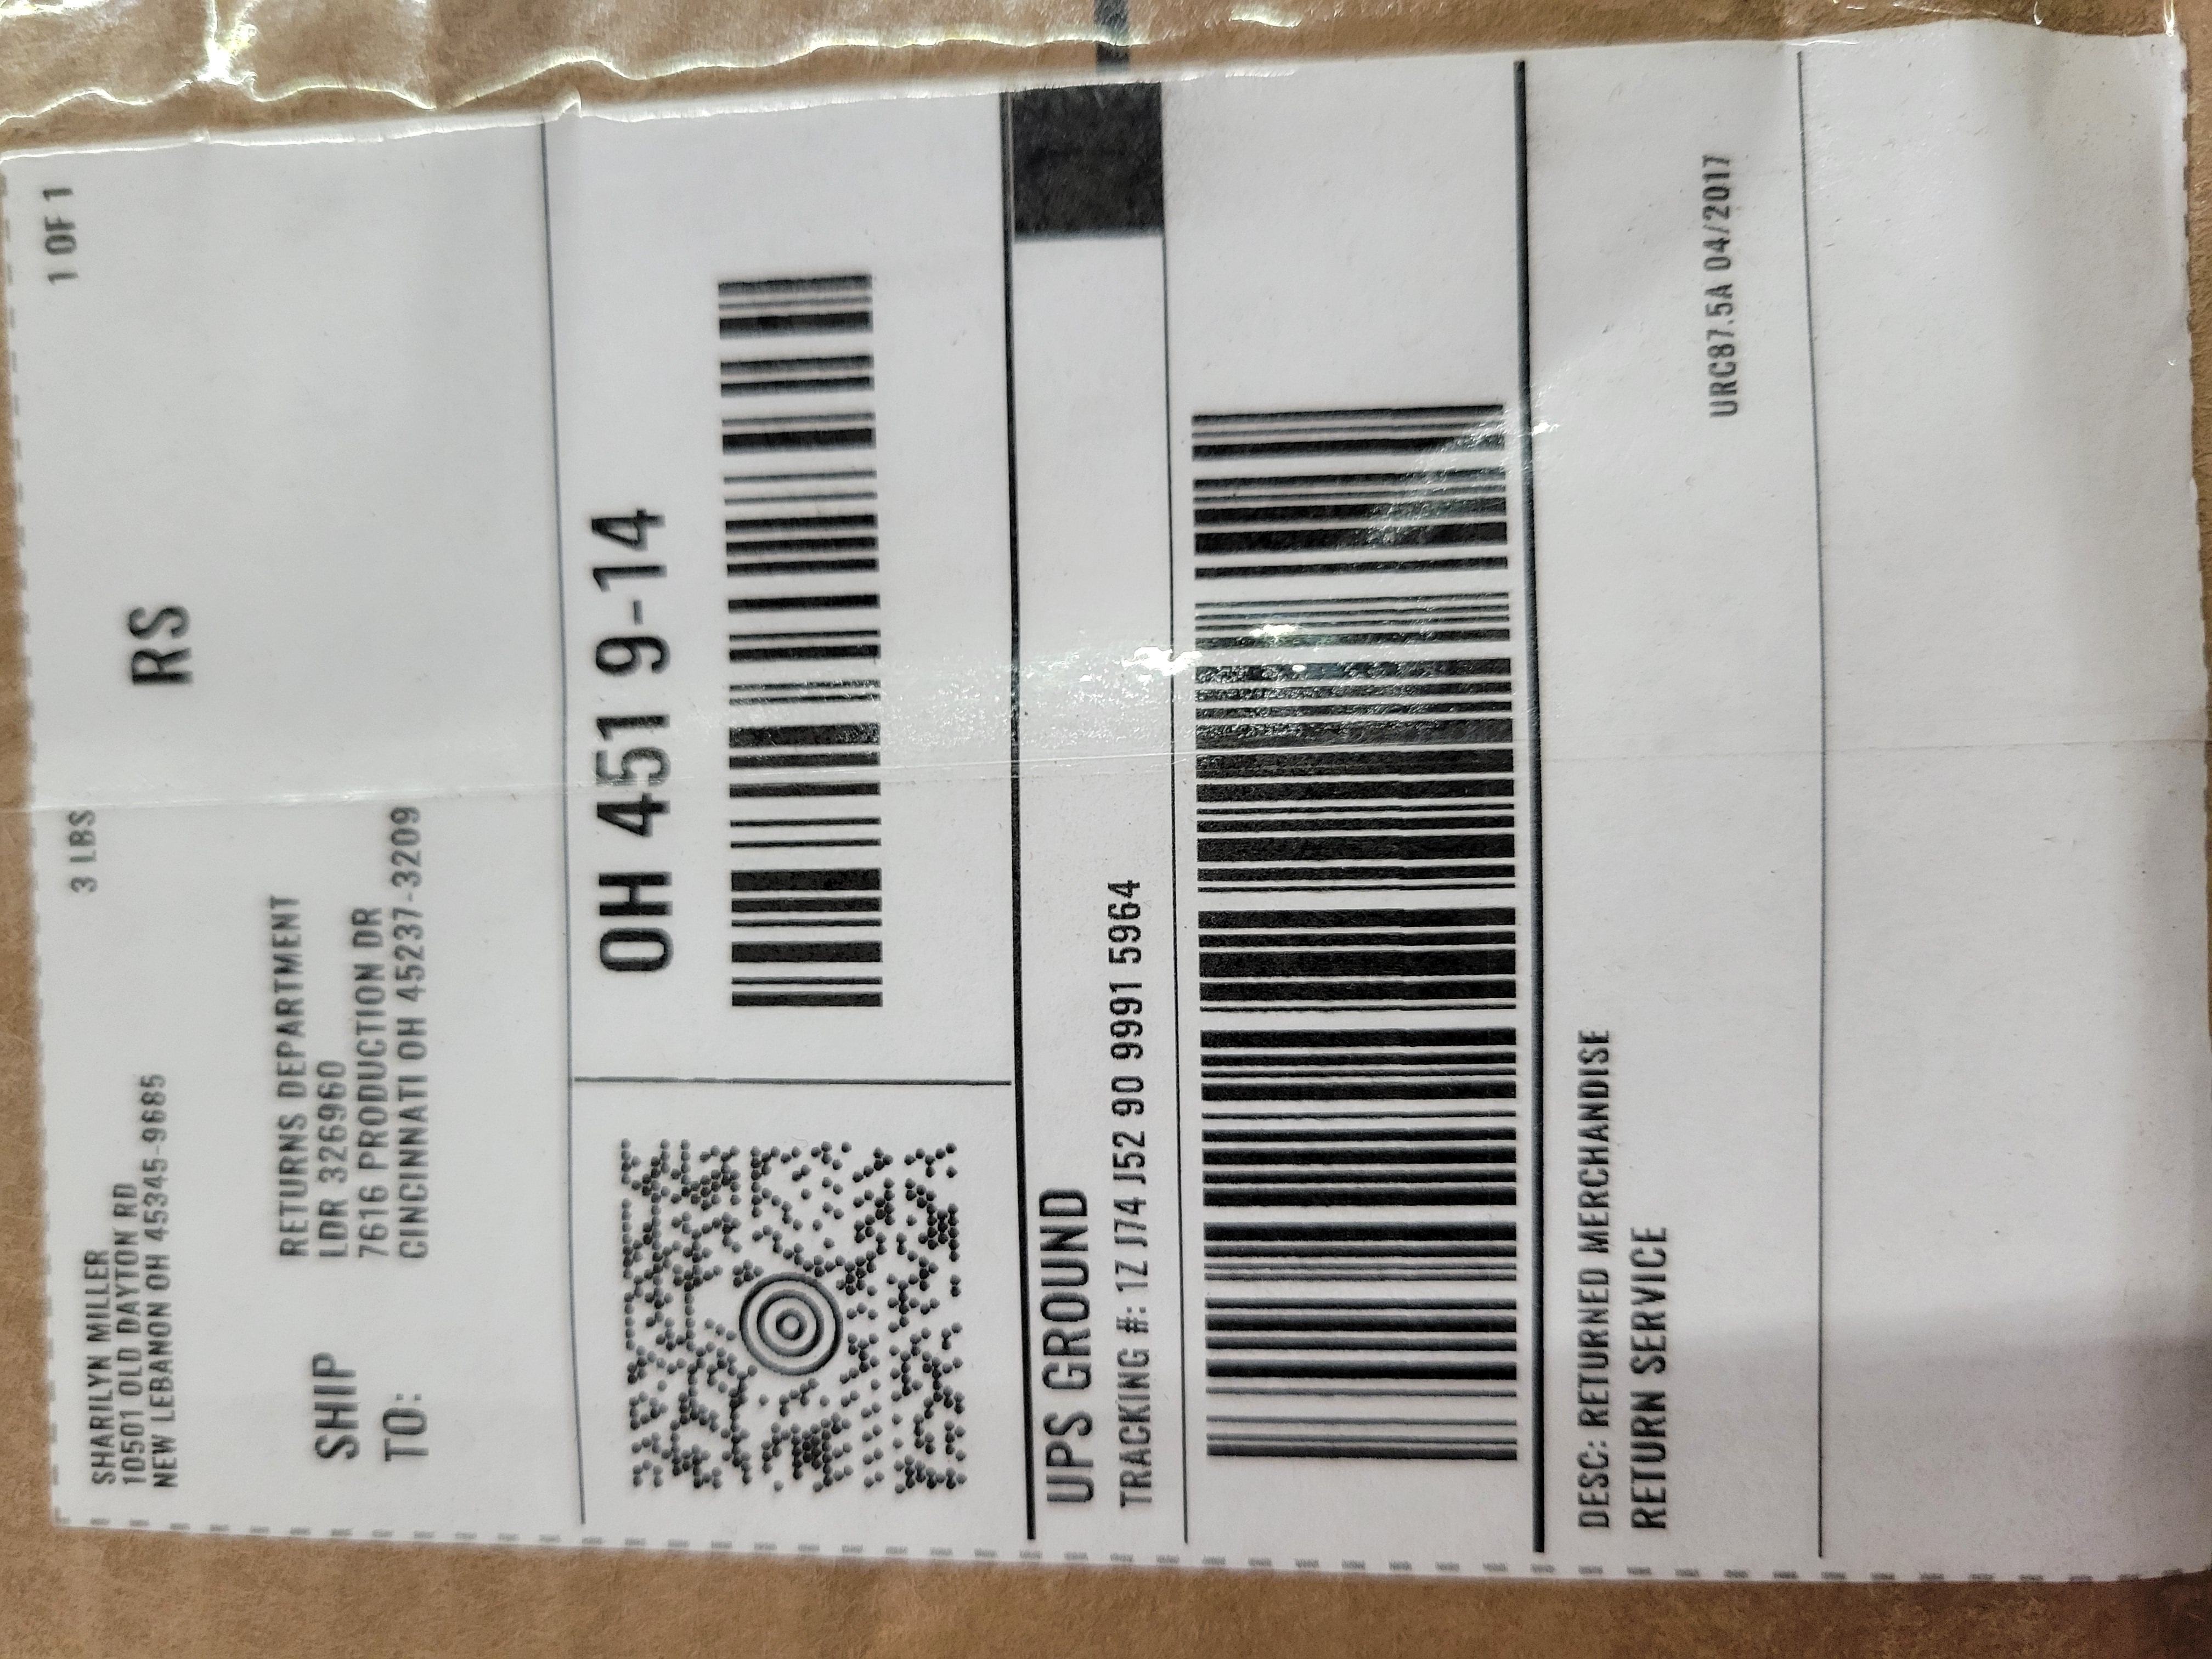 SHARILYN MILLER
10501 OLD DAYTON RD
NEW LEBANON OH 45345-9685
3 LBS
1 OF 1
RS
SHIP
TO:
RETURNS DEPARTMENT
LDR 326960
7616 PRODUCTION DR
CINCINNATI OH 45237-3209
OH 451 9-14
UPS GROUND
TRACKING #: 1Z J74 J52 90 9991 5964
DESC: RETURNED MERCHANDISE
RETURN SERVICE
URC87.5A 04/2017